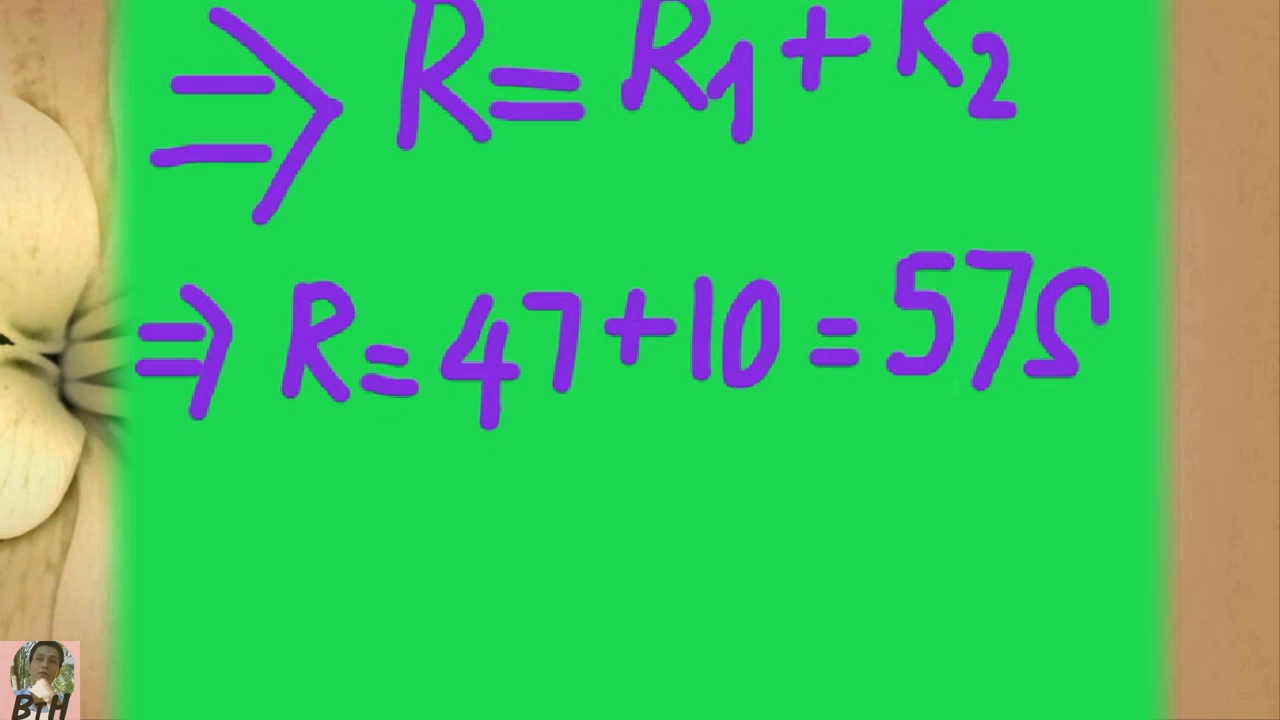 ⇒ R = R1 + R2
⇒ R = 47 + 10 = 57Ω
BTH